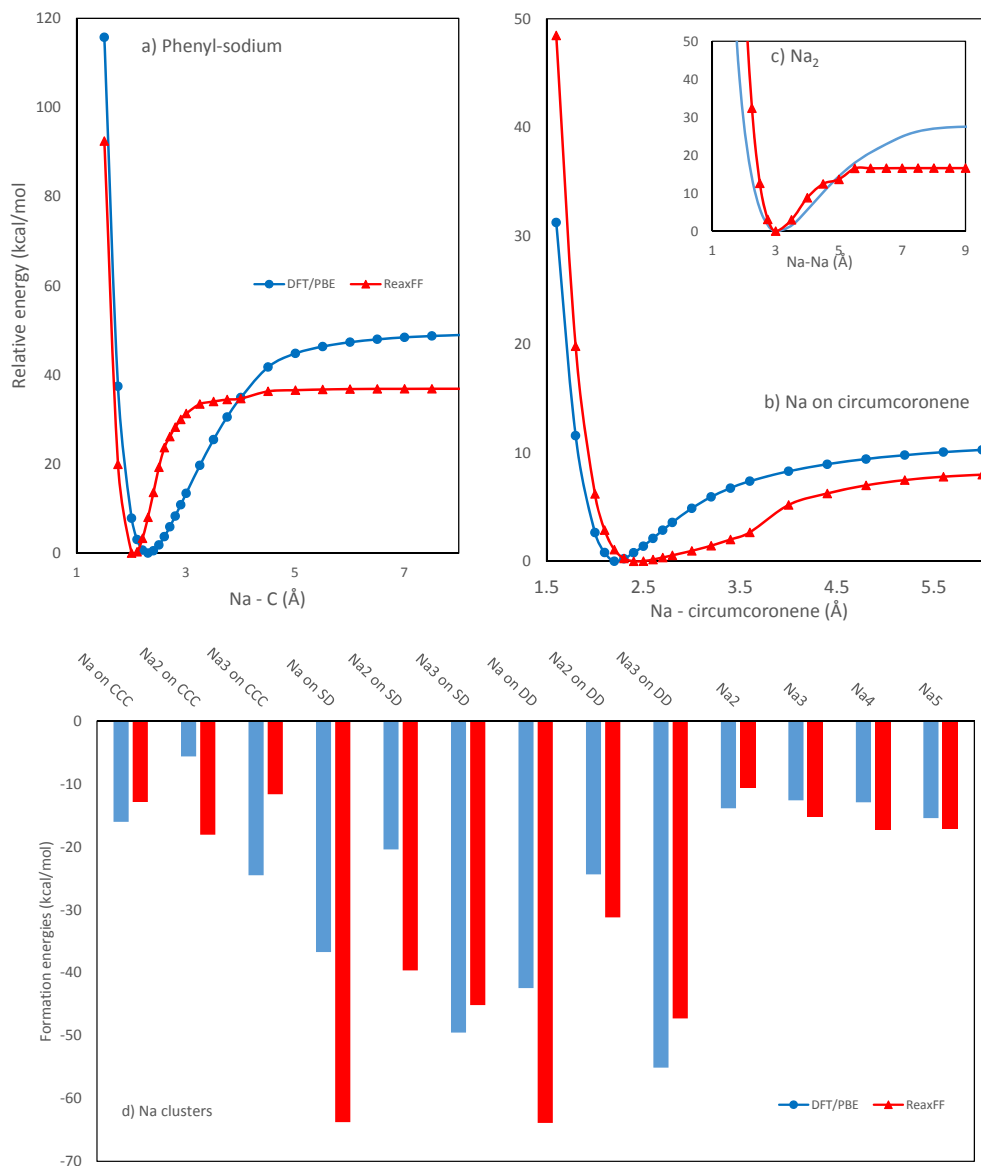 a) Phenyl-sodium
Relative energy (kcal/mol)
120
100
80
60
40
20
0
DFT/PBE
ReaxFF
1
3
5
7
Na - C (Å)
50
40
30
20
10
0
b) Na on circumcoronene
1.5
2.5
3.5
4.5
5.5
Na - circumcoronene (Å)
c) Na₂
50
40
30
20
10
0
1
3
5
7
9
Na-Na (Å)
Na on CCC
Na2 on CCC
Na3 on CCC
Na on SD
Na2 on SD
Na3 on SD
Na on DD
Na2 on DD
Na3 on DD
Na2
Na3
Na4
Na5
Formation energies (kcal/mol)
0
-10
-20
-30
-40
-50
-60
-70
d) Na clusters
DFT/PBE
ReaxFF